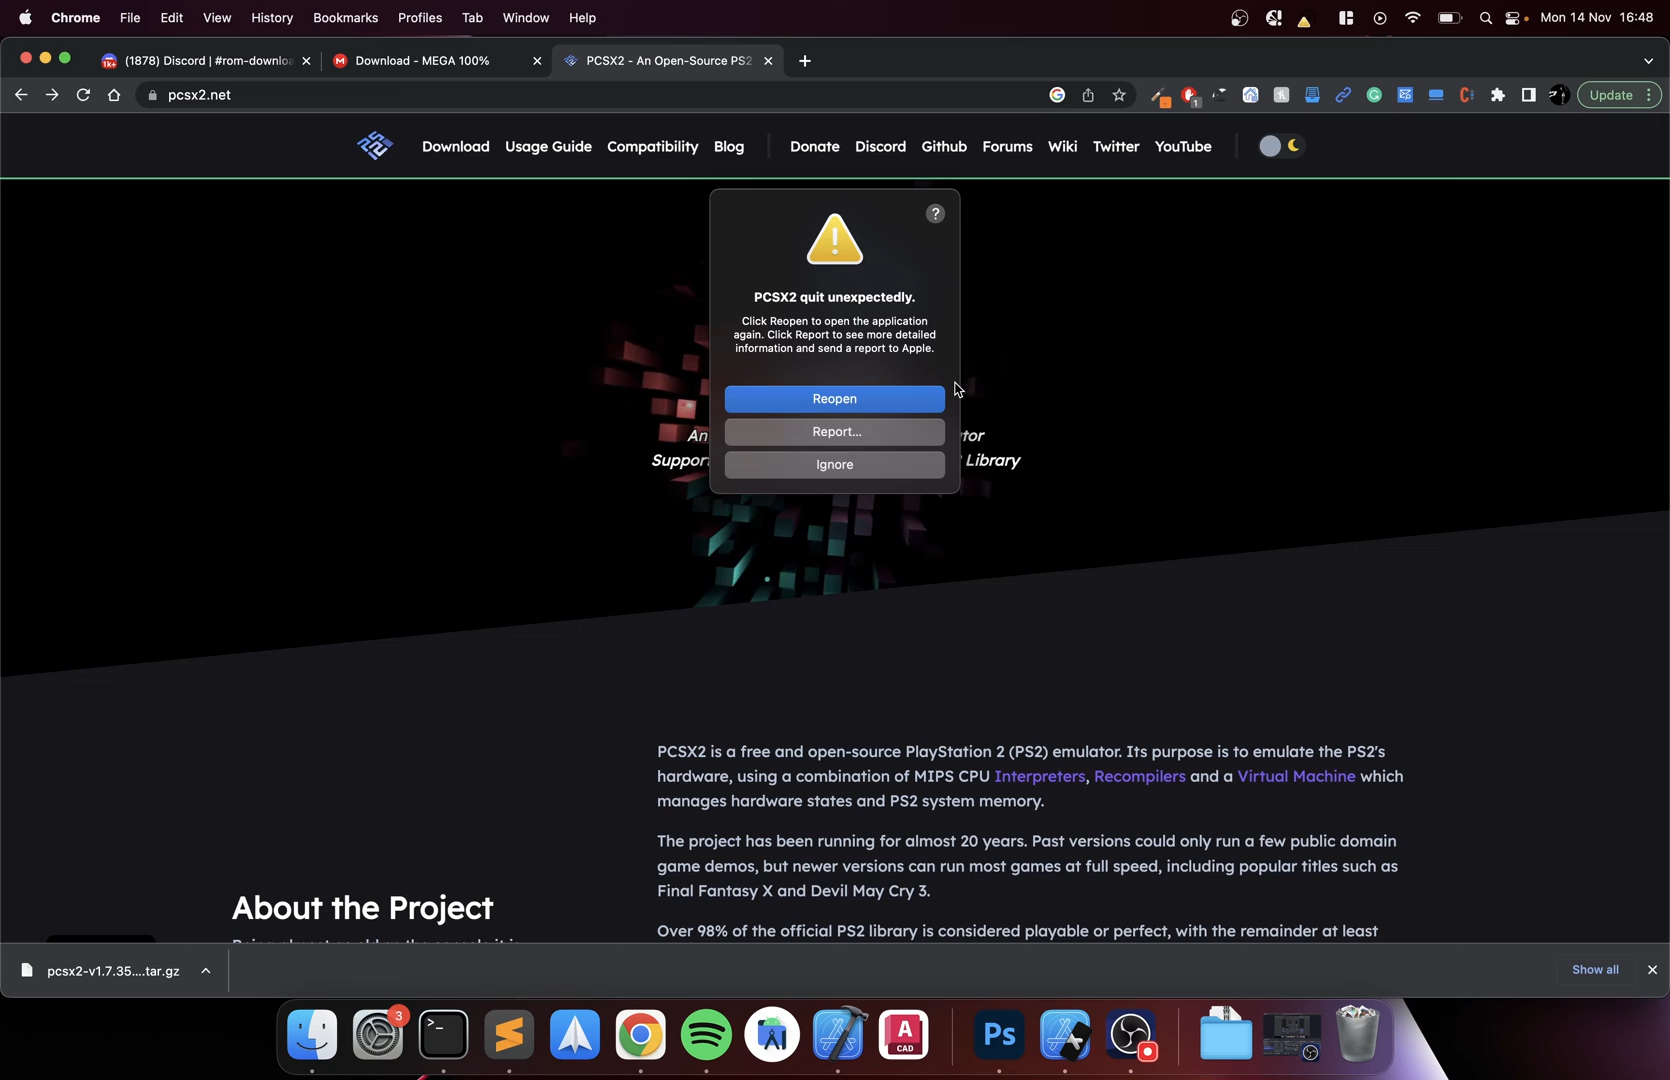 Chrome File Edit View History Bookmarks Profiles Tab Window Help Mon 14 Nov 16:48
(1878) Discord | #rom-downlo Download - MEGA 100% PCSX2 - An Open-Source PS2
pcsx2.net Update
Download Usage Guide Compatibility Blog Donate Discord Github Forums Wiki Twitter YouTube
?
PCSX2 quit unexpectedly.
Click Reopen to open the application
again. Click Report to see more detailed
information and send a report to Apple.
Reopen
Report...
Ignore
An
Suppor Library
PCSX2 is a free and open-source PlayStation 2 (PS2) emulator. Its purpose is to emulate the PS2's
hardware, using a combination of MIPS CPU Interpreters, Recompilers and a Virtual Machine which
manages hardware states and PS2 system memory.
The project has been running for almost 20 years. Past versions could only run a few public domain
game demos, but newer versions can run most games at full speed, including popular titles such as
Final Fantasy X and Devil May Cry 3.
About the Project
Over 98% of the official PS2 library is considered playable or perfect, with the remainder at least
pcsx2-v1.7.35....tar.gz Show all
3
>_
A
CAD
Ps